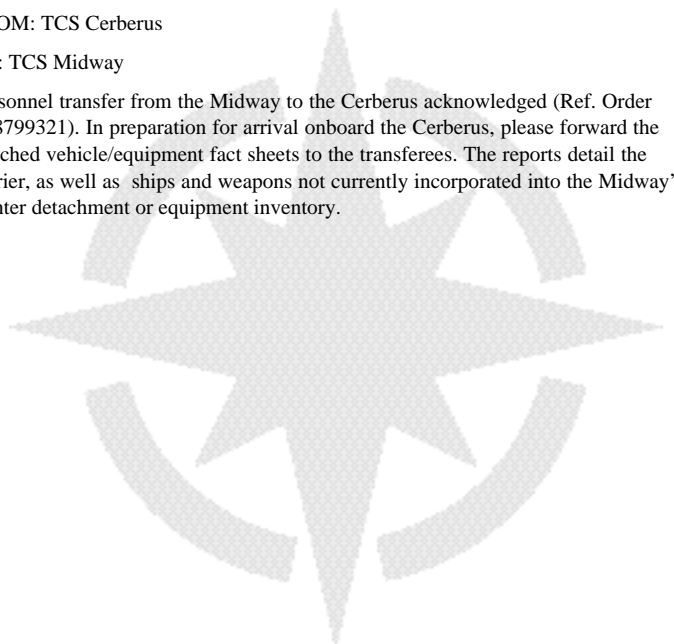 OM: TCS Cerberus
: TCS Midway
sonnel transfer from the Midway to the Cerberus acknowledged (Ref. Order
8799321). In preparation for arrival onboard the Cerberus, please forward the
ched vehicle/equipment fact sheets to the transferees. The reports detail the
rier, as well as ships and weapons not currently incorporated into the Midway’
nter detachment or equipment inventory.